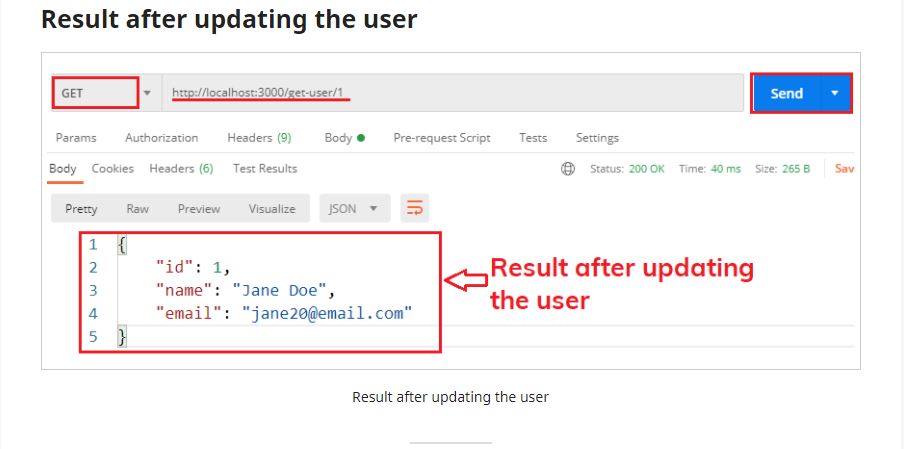 Result after updating the user
GET
http://localhost:3000/get-user/1
Send
Params Authorization Headers (9) Body Pre-request Script Tests Settings
Body Cookies Headers (6) Test Results Status: 200 OK Time: 40 ms Size: 265 B Sav
Pretty Raw Preview Visualize JSON
1 {
2 "id": 1,
3 "name": "Jane Doe",
4 "email": "jane20@email.com"
5 }
Result after updating
the user
Result after updating the user